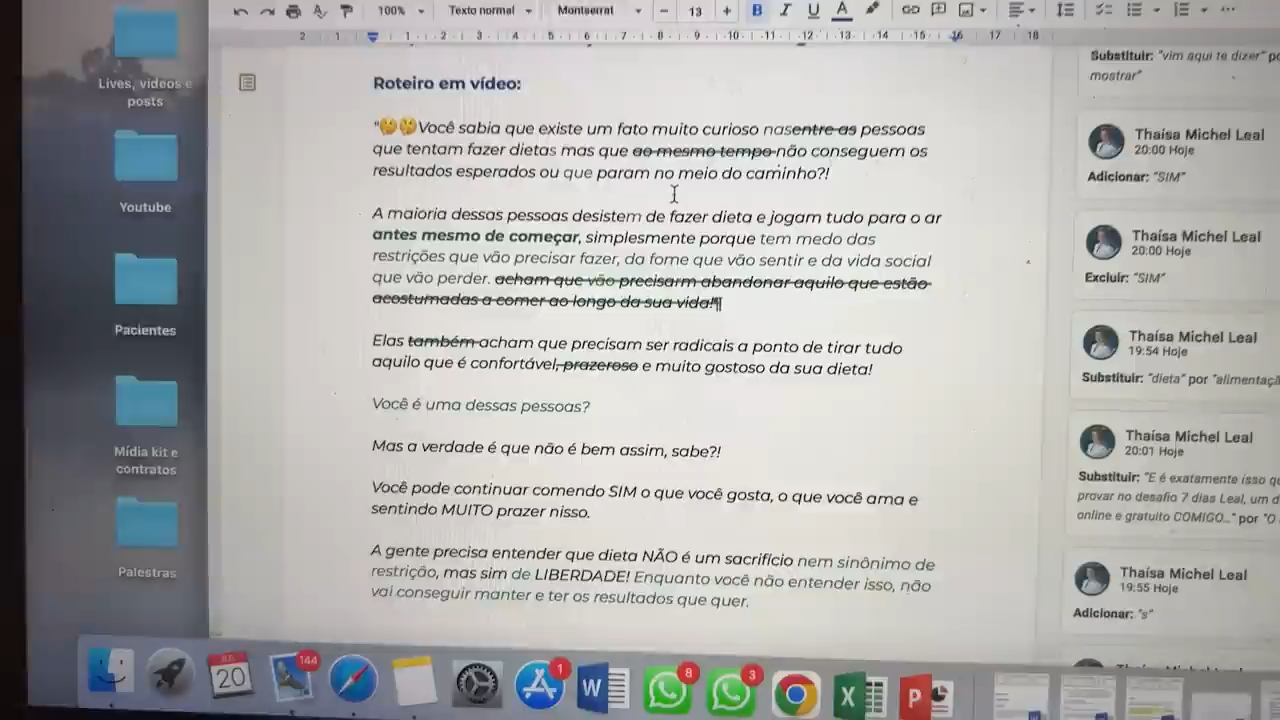 100%
Texto normal
Montserrat
13
B I U A
2 1 1 2 3 4 5 6 7 8 9 10 11 12 13 14 15 16 17 18
Lives, vídeos e
posts
Youtube
Pacientes
Mídia kit e
contratos
Palestras
Roteiro em vídeo:
"🤔🤔Você sabia que existe um fato muito curioso nasentre as pessoas
que tentam fazer dietas mas que ao mesmo tempo não conseguem os
resultados esperados ou que param no meio do caminho?!
A maioria dessas pessoas desistem de fazer dieta e jogam tudo para o ar
antes mesmo de começar, simplesmente porque tem medo das
restrições que vão precisar fazer, da fome que vão sentir e da vida social
que vão perder. acham que vão precisarm abandonar aquilo que estão
acostumadas a comer ao longo da sua vida!¶
Elas também acham que precisam ser radicais a ponto de tirar tudo
aquilo que é confortável, prazeroso e muito gostoso da sua dieta!
Você é uma dessas pessoas?
Mas a verdade é que não é bem assim, sabe?!
Você pode continuar comendo SIM o que você gosta, o que você ama e
sentindo MUITO prazer nisso.
A gente precisa entender que dieta NÃO é um sacrifício nem sinônimo de
restrição, mas sim de LIBERDADE! Enquanto você não entender isso, não
vai conseguir manter e ter os resultados que quer.
Substituir: "vim aqui te dizer" po
mostrar"
Thaísa Michel Leal
20:00 Hoje
Adicionar: "SIM"
Thaísa Michel Leal
20:00 Hoje
Excluir: "SIM"
Thaísa Michel Leal
19:54 Hoje
Substituir: "dieta" por "alimentaçã
Thaísa Michel Leal
20:01 Hoje
Substituir: "E é exatamente isso qu
provar no desafio 7 dias Leal, um d
online e gratuito COMIGO..." por "O
Thaísa Michel Leal
19:55 Hoje
Adicionar: "s"
20
144
1
W
8
3
X
P